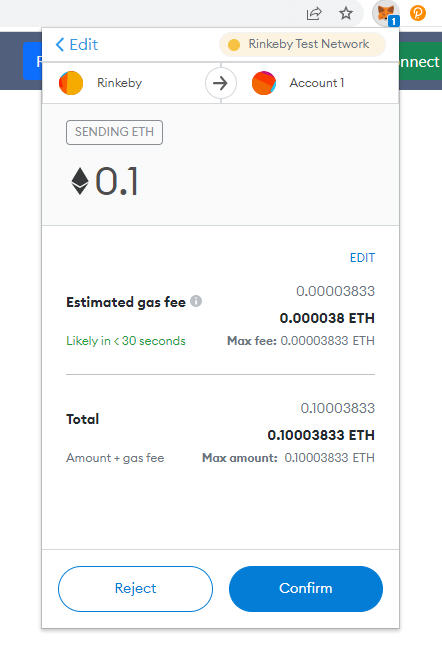 1
Edit
Rinkeby Test Network
nnect
Rinkeby
Account 1
SENDING ETH
0.1
EDIT
0.00003833
Estimated gas fee
0.000038 ETH
Likely in < 30 seconds
Max fee: 0.00003833 ETH
0.10003833
Total
0.10003833 ETH
Amount + gas fee
Max amount: 0.10003833 ETH
Reject
Confirm